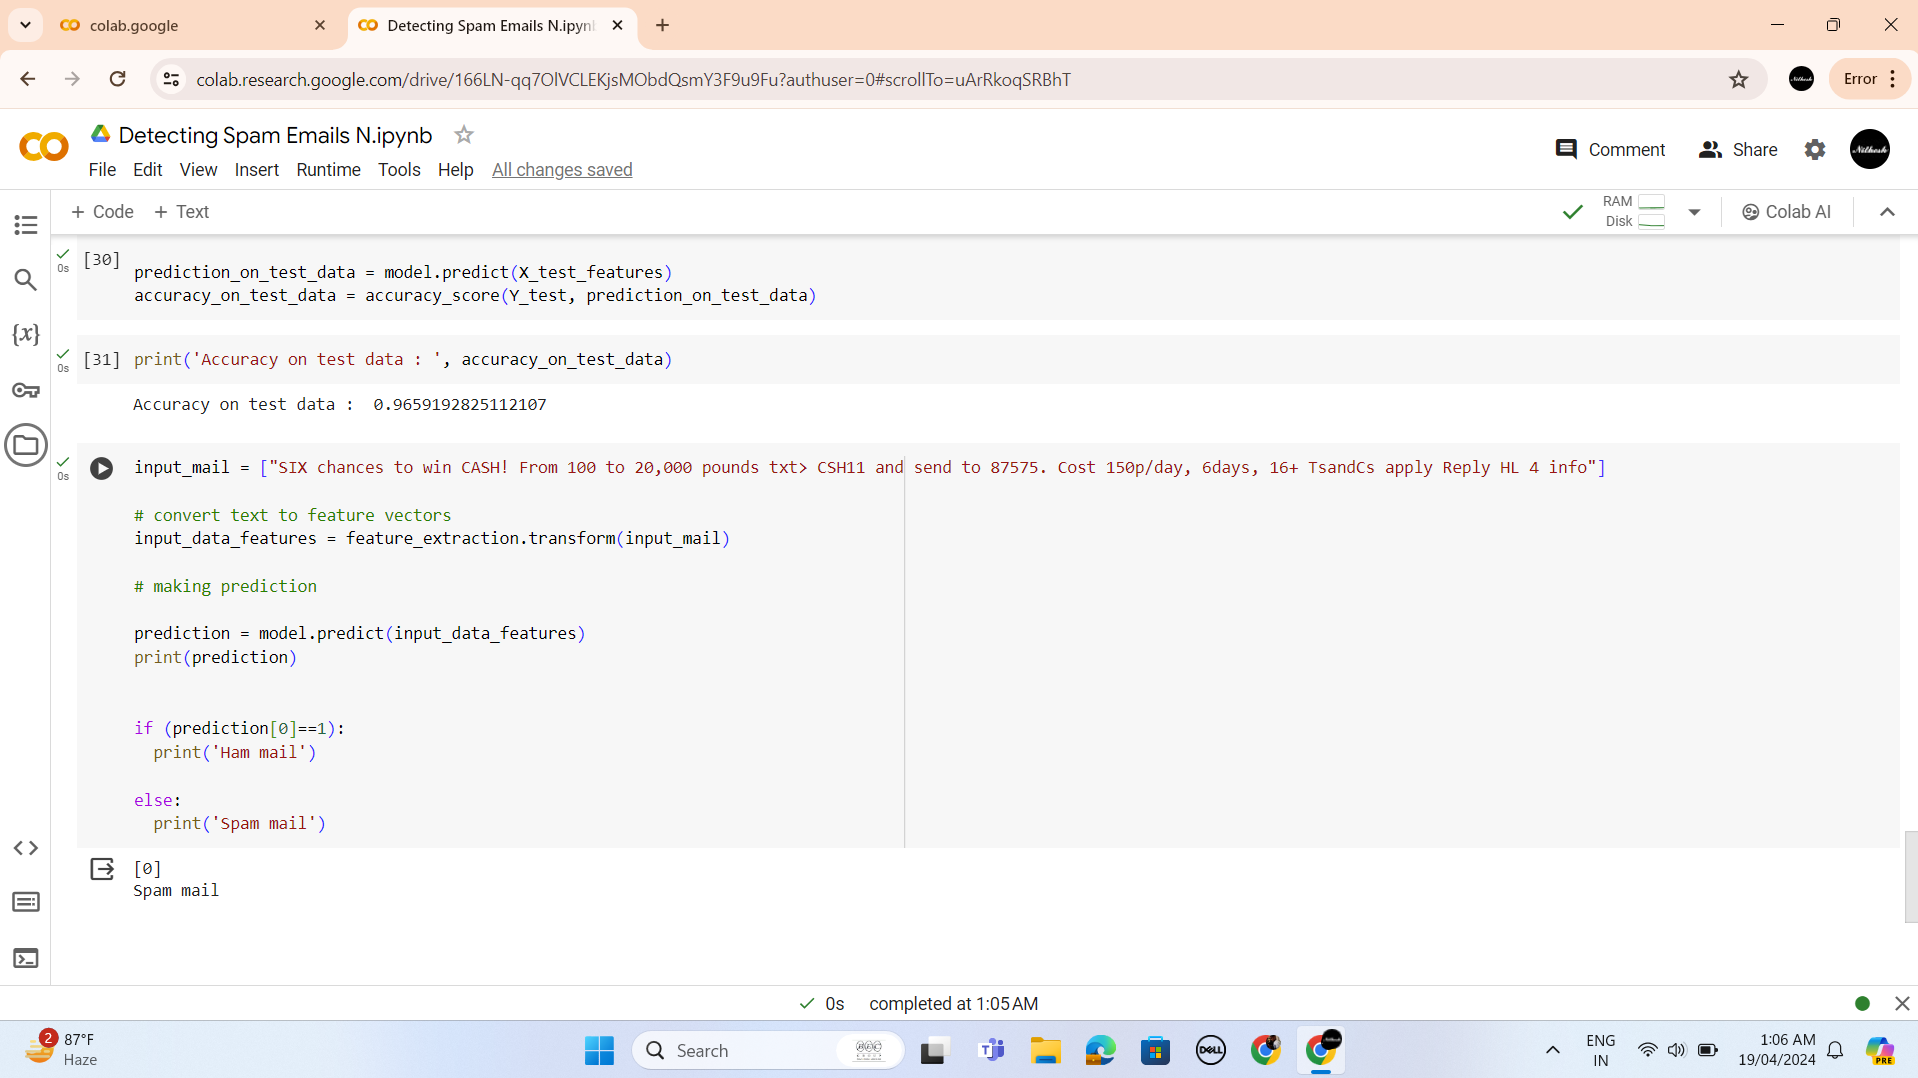 colab.google
Detecting Spam Emails N.ipyn
colab.research.google.com/drive/166LN-qq7OlVCLEKjsMObdQsmY3F9u9Fu?authuser=0#scrollTo=uArRkoqSRBhT
Error
Detecting Spam Emails N.ipynb
Comment
Share
Nitkesh
File Edit View Insert Runtime Tools Help All changes saved
+ Code + Text
RAM
Disk
Colab AI
{x}
[30]
0s
prediction_on_test_data = model.predict(X_test_features)
accuracy_on_test_data = accuracy_score(Y_test, prediction_on_test_data)
[31] print('Accuracy on test data : ', accuracy_on_test_data)
0s
Accuracy on test data :  0.9659192825112107
input_mail = ["SIX chances to win CASH! From 100 to 20,000 pounds txt> CSH11 and send to 87575. Cost 150p/day, 6days, 16+ TsandCs apply Reply HL 4 info"]
0s
# convert text to feature vectors
input_data_features = feature_extraction.transform(input_mail)
# making prediction
prediction = model.predict(input_data_features)
print(prediction)
if (prediction[0]==1):
print('Ham mail')
else:
print('Spam mail')
[0]
Spam mail
0s completed at 1:05 AM
2
87°F
Haze
Search
DELL
ENG
IN
1:06 AM
19/04/2024
PRE